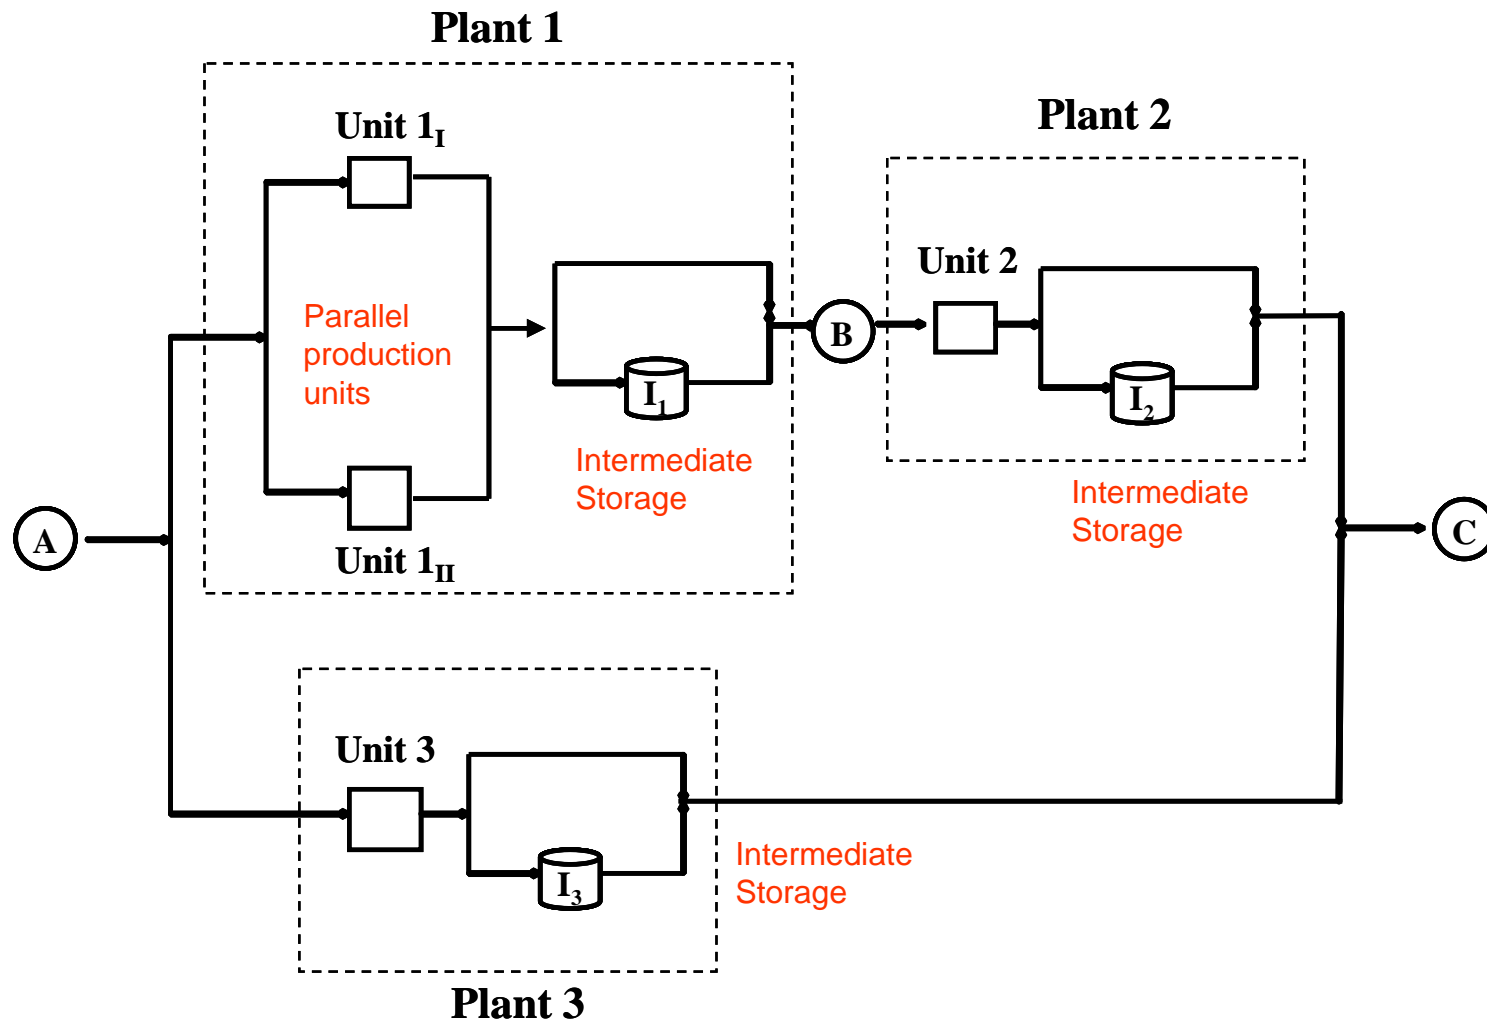 Plant 1
Unit 1I
Parallel
production
units
I1
Intermediate
Storage
Unit 1II
A
B
Plant 2
Unit 2
I2
Intermediate
Storage
C
Unit 3
I3
Intermediate
Storage
Plant 3